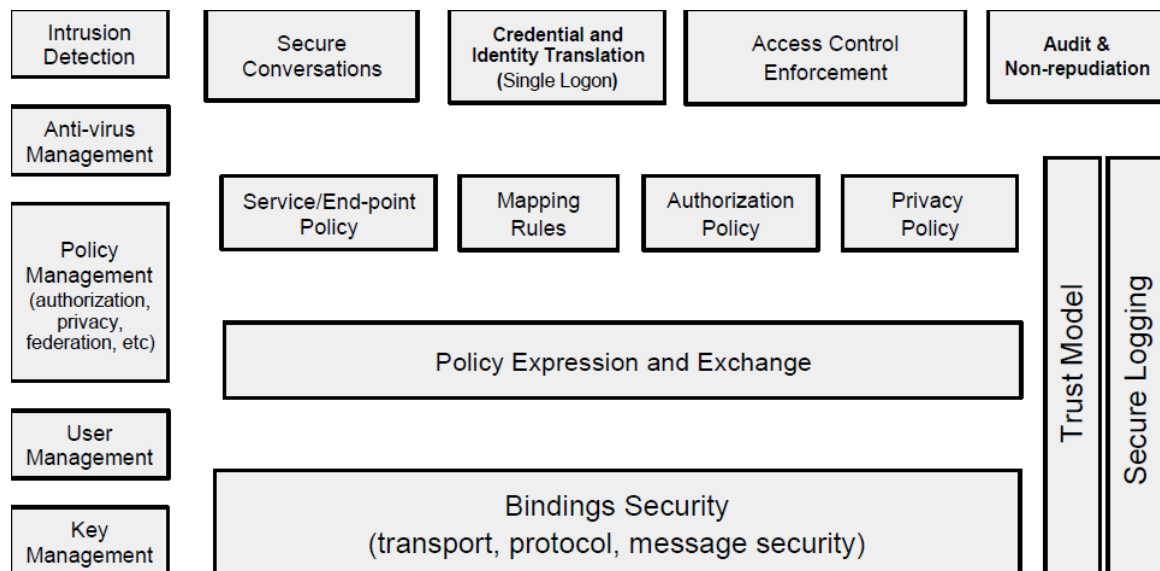 Intrusion
Detection
Secure
Conversations
Credential and
Identity Translation
(Single Logon)
Access Control
Enforcement
Audit &
Non-repudiation
Anti-virus
Management
Service/End-point
Policy
Mapping
Rules
Authorization
Policy
Privacy
Policy
Policy
Management
(authorization,
privacy,
federation, etc)
Policy Expression and Exchange
Trust Model
Secure Logging
User
Management
Bindings Security
(transport, protocol, message security)
Key
Management